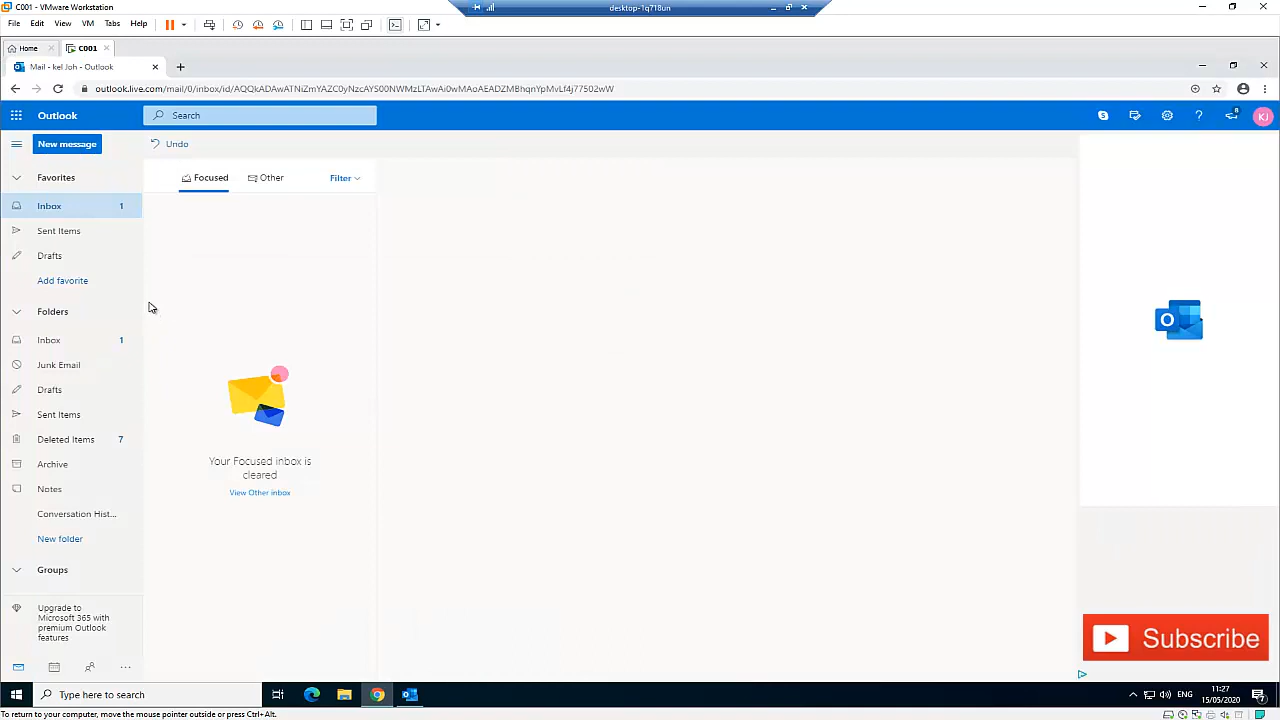 C001 - VMware Workstation
desktop-1q718un
File Edit View VM Tabs Help
Home
C001
Mail - kel Joh - Outlook
outlook.live.com/mail/0/inbox/id/AQQkADAwATNiZmYAZC0yNzcAYS00NWMzLTAwAi0wMAoAEADZMBhqnYpMvLf4j77502wW
Outlook
Search
8
KJ
New message
Undo
Favorites
Focused
Other
Filter
Inbox 1
Sent Items
Drafts
Add favorite
Folders
Inbox 1
Junk Email
Drafts
Sent Items
Deleted Items 7
Archive
Notes
Conversation Hist...
New folder
Groups
Your Focused inbox is
cleared
View Other inbox
Upgrade to
Microsoft 365 with
premium Outlook
features
Subscribe
Type here to search
ENG
11:27
15/05/2020
To return to your computer, move the mouse pointer outside or press Ctrl+Alt.